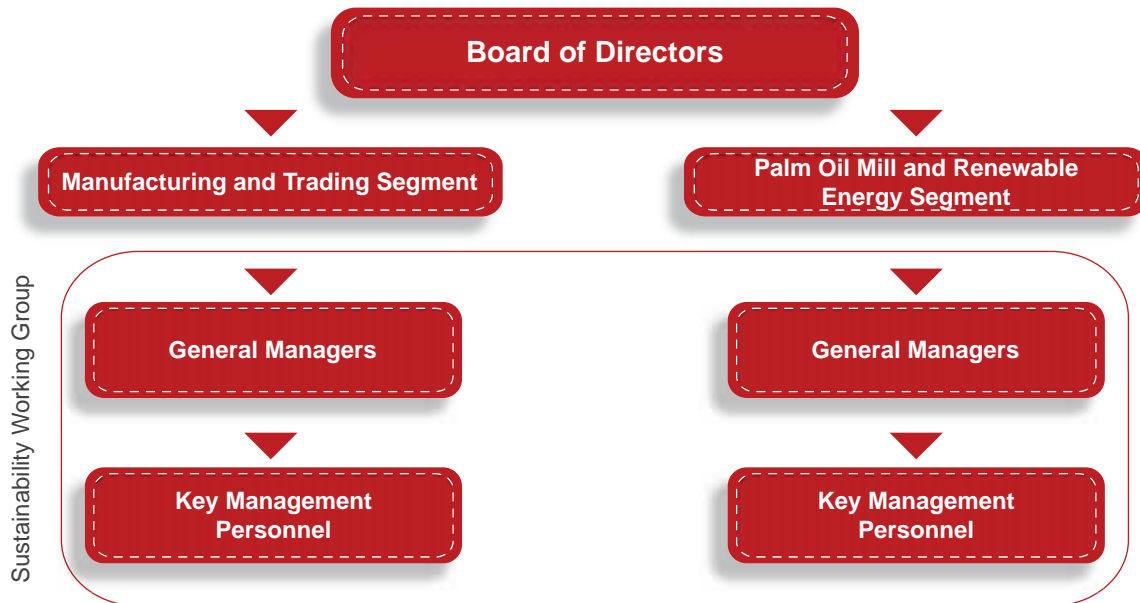 Board of Directors
Manufacturing and Trading Segment
Palm Oil Mill and Renewable
Energy Segment
Sustainability Working Group
General Managers
General Managers
Key Management
Personnel
Key Management
Personnel